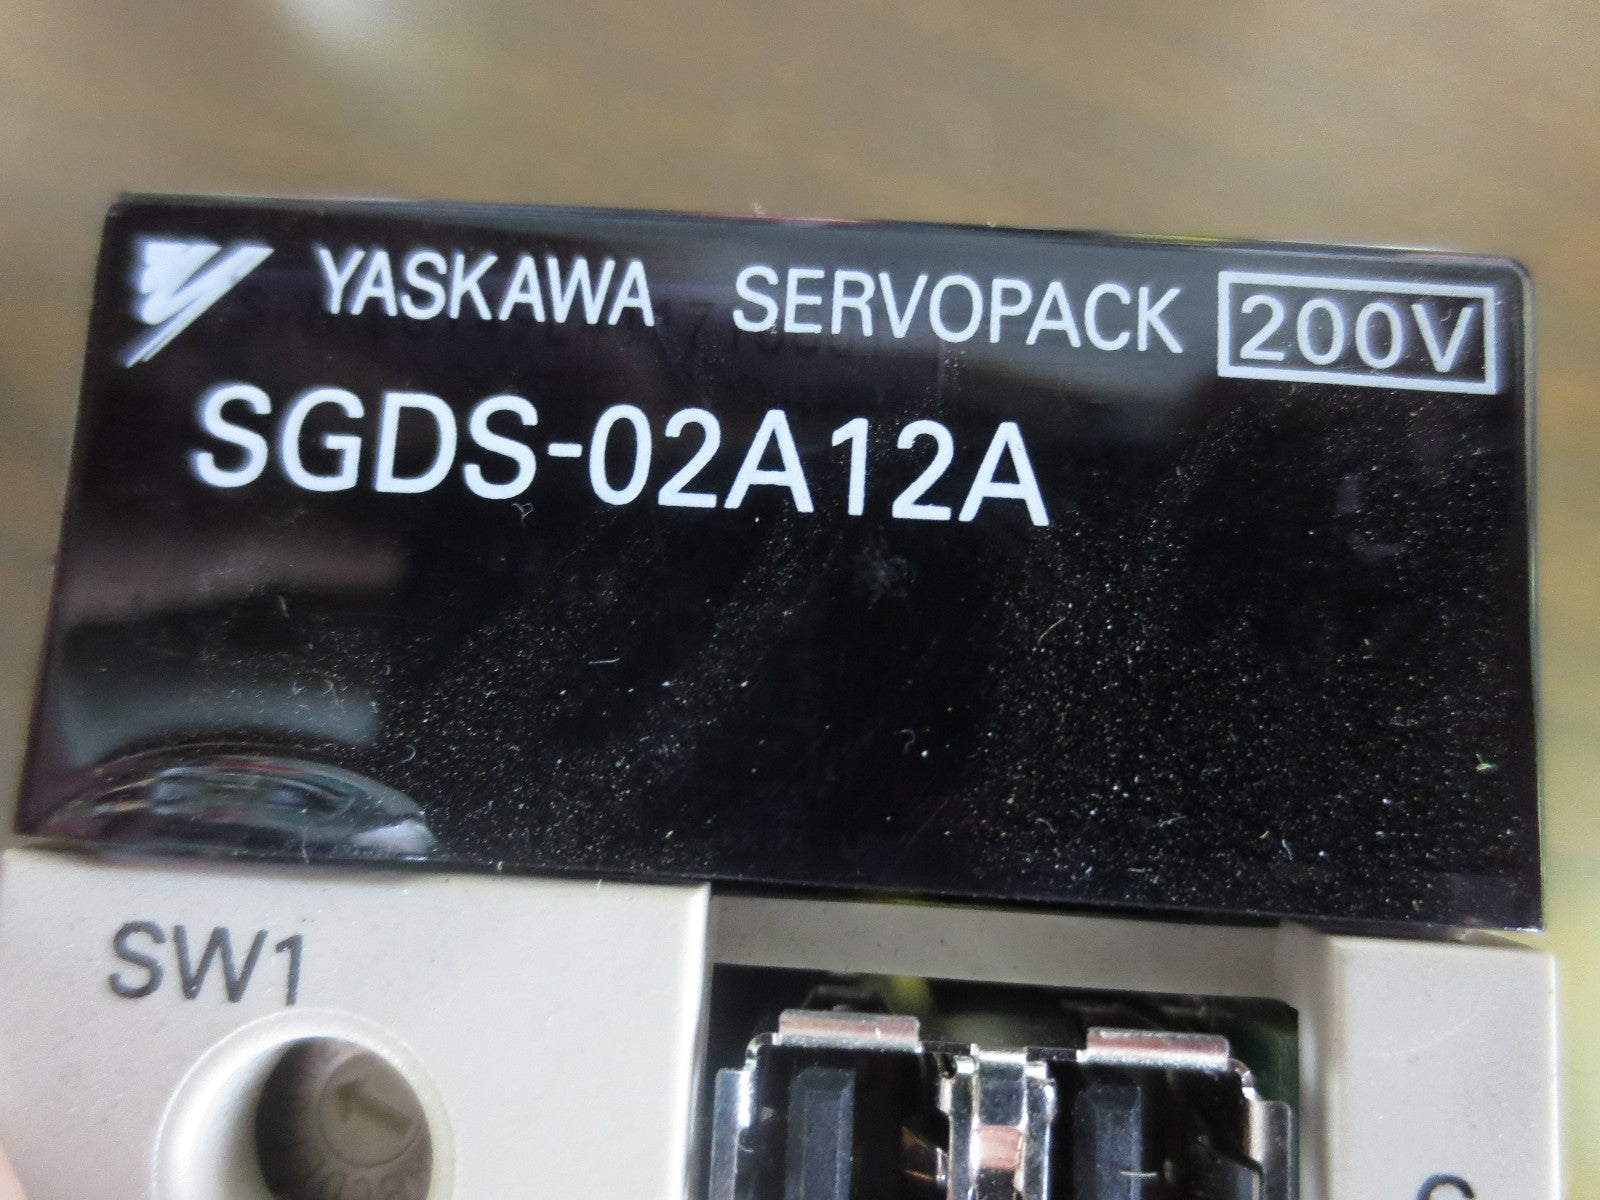 YASKAWA SERVOPACK 200V
SGDS-02A12A
SW1